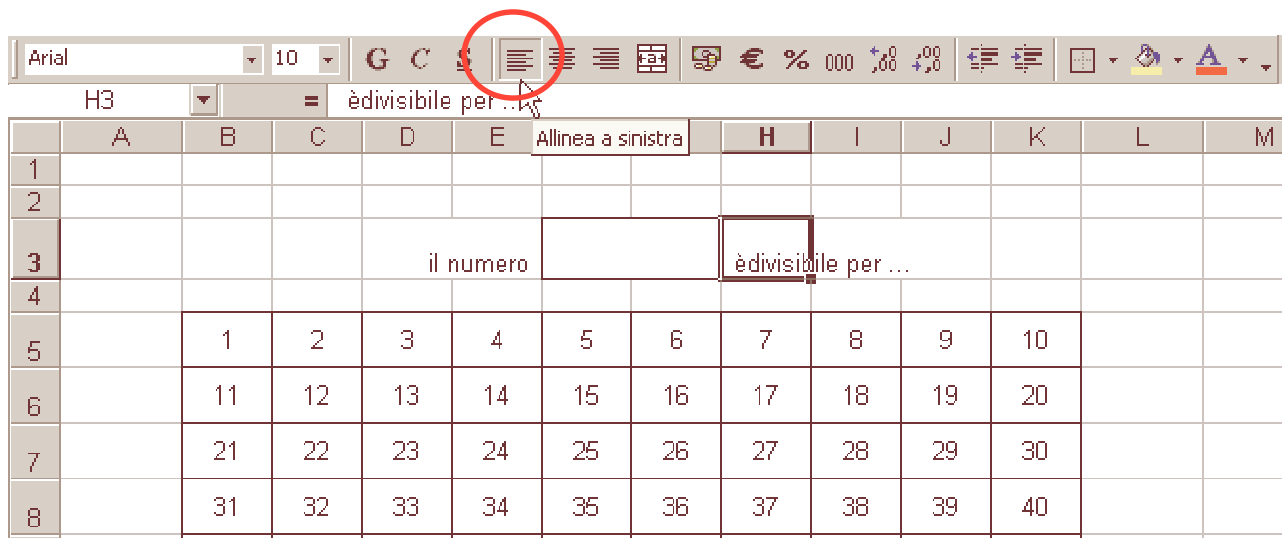 Arial 10 G C S € % 000 ,00 ,00 A
H3 = èdivisibile per ...
Allinea a sinistra
A B C D E H I J K L M
1
2
3 il numero èdivisibile per ...
4
5 1 2 3 4 5 6 7 8 9 10
6 11 12 13 14 15 16 17 18 19 20
7 21 22 23 24 25 26 27 28 29 30
8 31 32 33 34 35 36 37 38 39 40